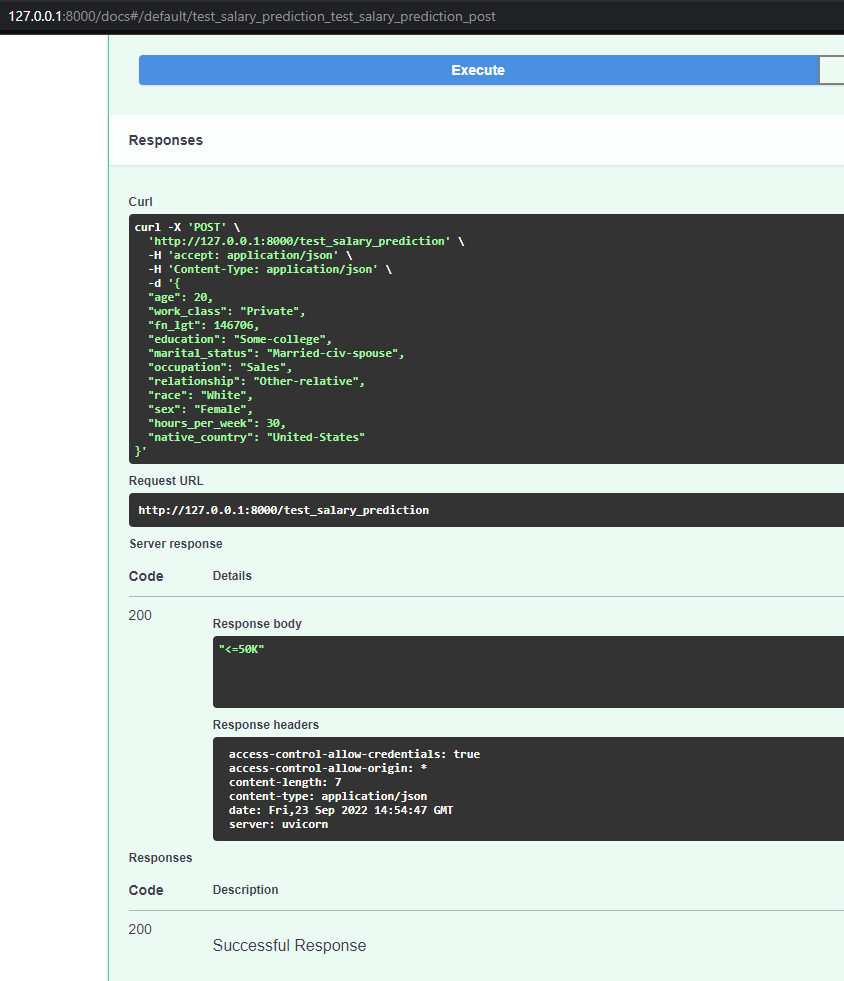 127.0.0.1:8000/docs#/default/test_salary_prediction_test_salary_prediction_post
Execute
Responses
Curl
curl -X 'POST' \
  'http://127.0.0.1:8000/test_salary_prediction' \
  -H 'accept: application/json' \
  -H 'Content-Type: application/json' \
  -d '{
  "age": 20,
  "work_class": "Private",
  "fn_lgt": 146706,
  "education": "Some-college",
  "marital_status": "Married-civ-spouse",
  "occupation": "Sales",
  "relationship": "Other-relative",
  "race": "White",
  "sex": "Female",
  "hours_per_week": 30,
  "native_country": "United-States"
}'
Request URL
http://127.0.0.1:8000/test_salary_prediction
Server response
Code Details
200
Response body
"<=50K"
Response headers
access-control-allow-credentials: true
access-control-allow-origin: *
content-length: 7
content-type: application/json
date: Fri,23 Sep 2022 14:54:47 GMT
server: uvicorn
Responses
Code Description
200
Successful Response